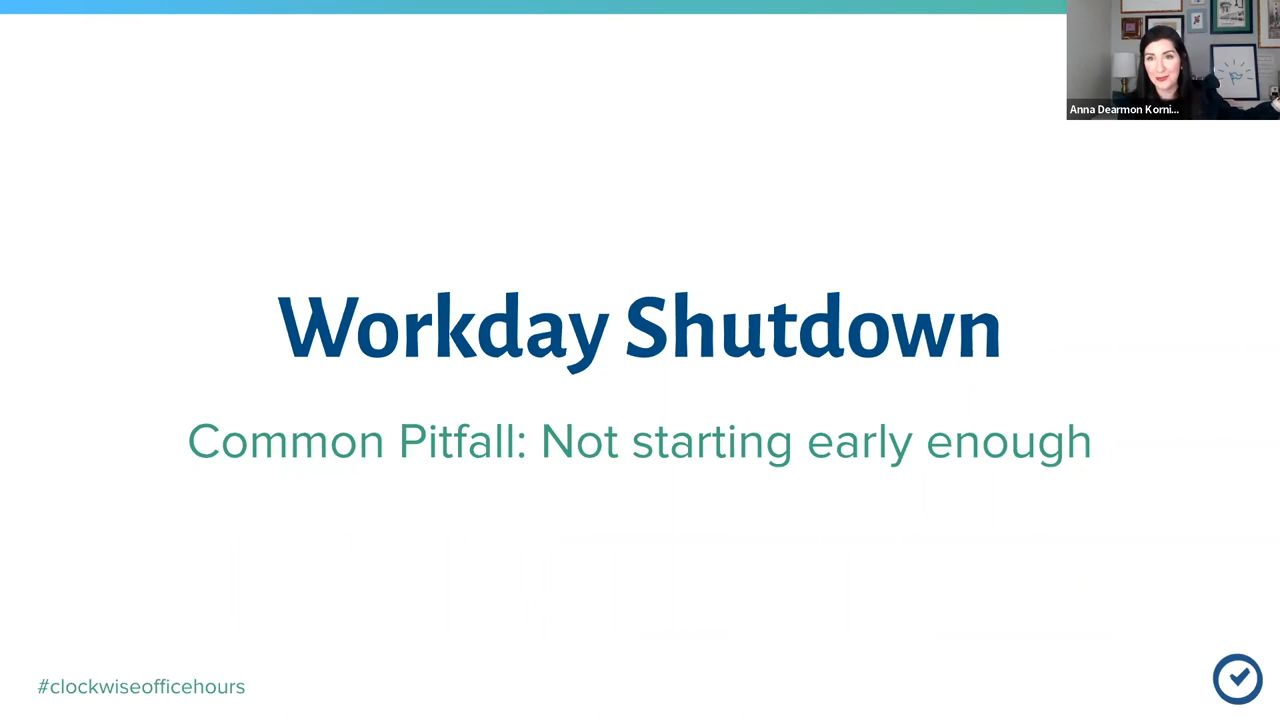 Anna Dearmon Korni...
Workday Shutdown
Common Pitfall: Not starting early enough
#clockwiseofficehours